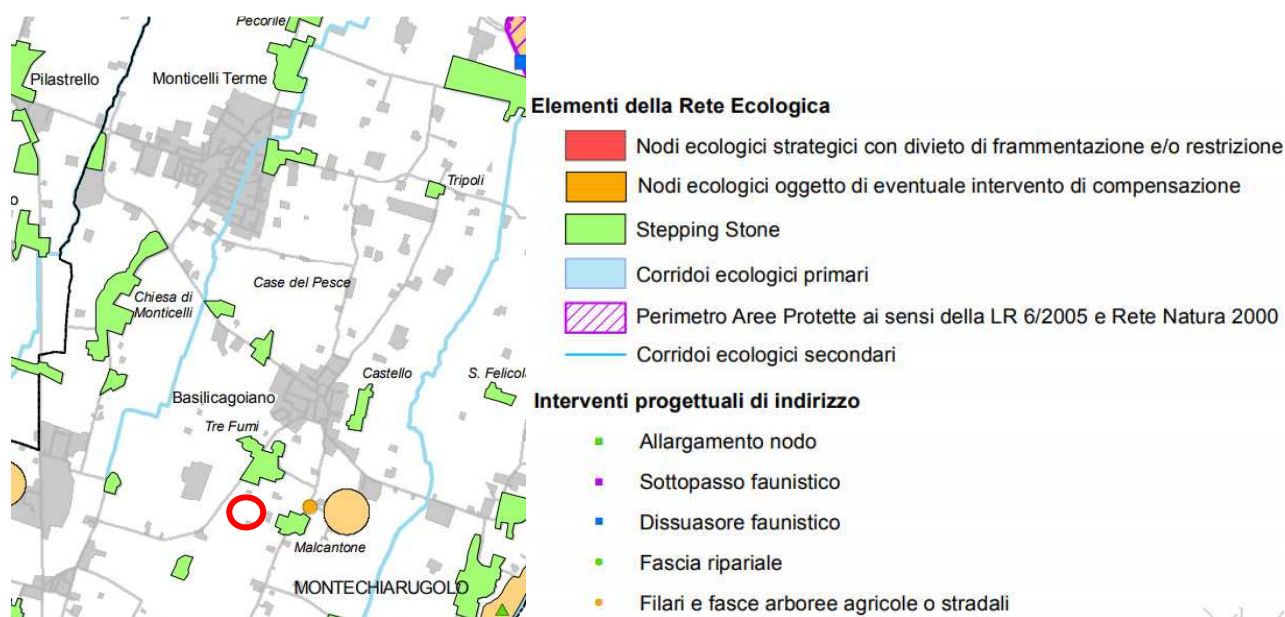 Pecorile
Pilastrello
Monticelli Terme
Tripoli
Case del Pesce
Chiesa di
Monticelli
Castello
S. Felicola
Basilicagoiano
Tre Fumi
Malcantone
MONTECHIARUGOLO
Elementi della Rete Ecologica
Nodi ecologici strategici con divieto di frammentazione e/o restrizione
Nodi ecologici oggetto di eventuale intervento di compensazione
Stepping Stone
Corridoi ecologici primari
Perimetro Aree Protette ai sensi della LR 6/2005 e Rete Natura 2000
Corridoi ecologici secondari
Interventi progettuali di indirizzo
Allargamento nodo
Sottopasso faunistico
Dissuasore faunistico
Fascia ripariale
Filari e fasce arboree agricole o stradali